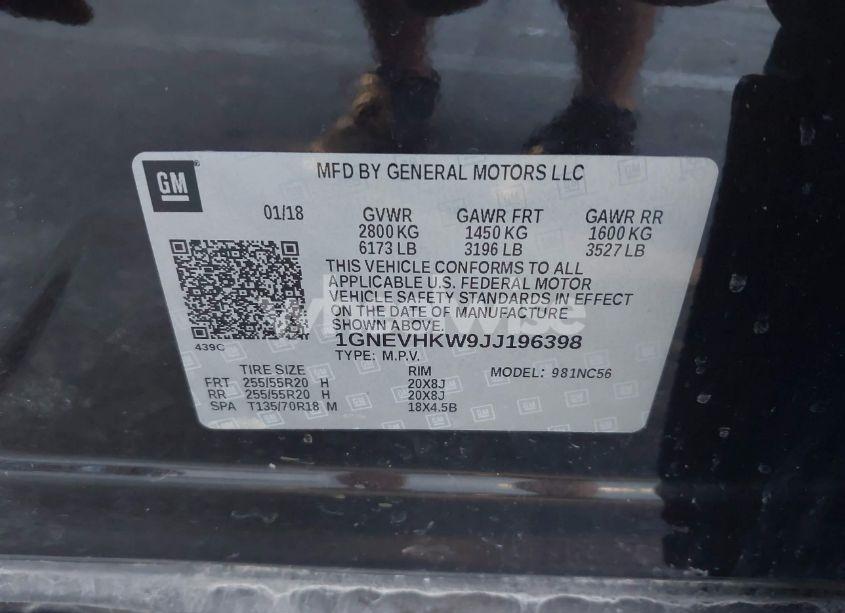 GM
MFD BY GENERAL MOTORS LLC
01/18 GVWR GAWR FRT GAWR RR
2800 KG 1450 KG 1600 KG
6173 LB 3196 LB 3527 LB
THIS VEHICLE CONFORMS TO ALL
APPLICABLE U.S. FEDERAL MOTOR
VEHICLE SAFETY STANDARDS IN EFFECT
ON THE DATE OF MANUFACTURE
SHOWN ABOVE.
439C
1GNEVHKW9JJ196398
TYPE: M.P.V.
TIRE SIZE RIM MODEL: 981NC56
FRT 255/55R20 H 20X8J
RR 255/55R20 H 20X8J
SPA T135/70R18 M 18X4.5B